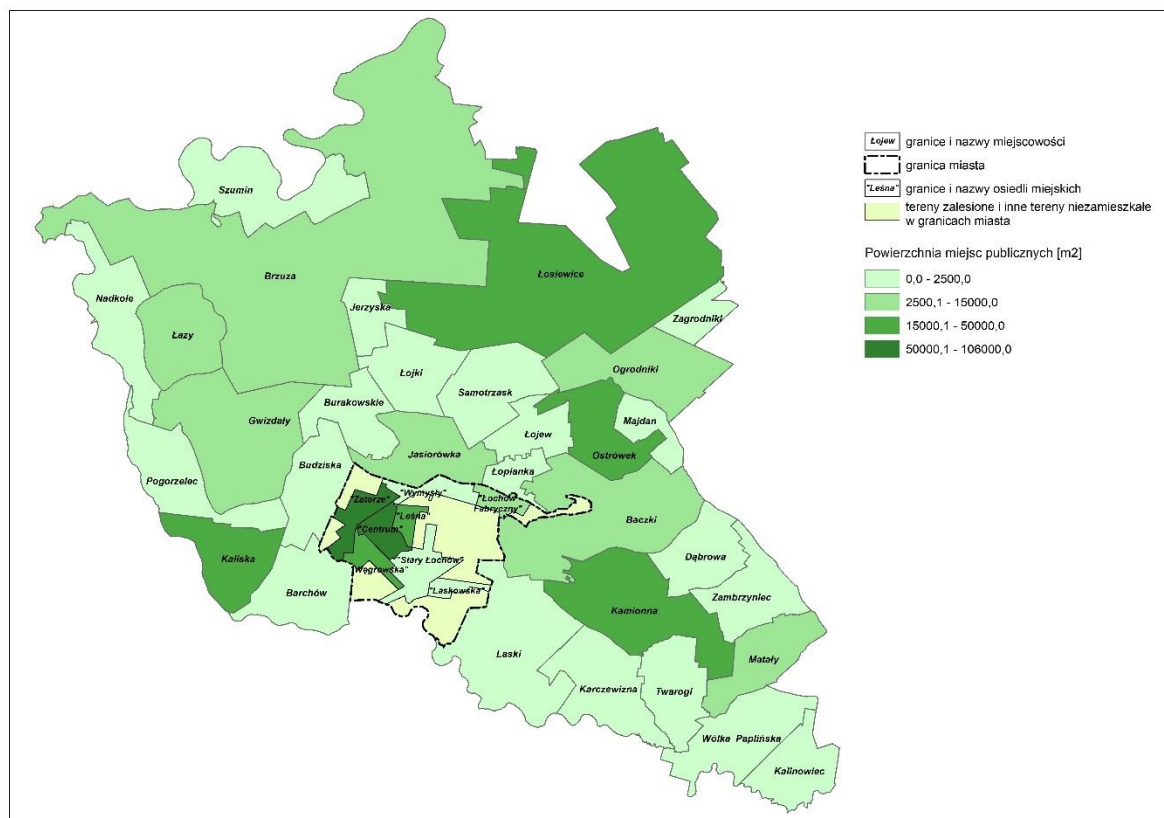 Łojew granice i nazwy miejscowości
granica miasta
"Leśna" granice i nazwy osiedli miejskich
tereny zalesione i inne tereny niezamieszkałe
w granicach miasta
Powierzchnia miejsc publicznych [m2]
0,0 - 2500,0
2500,1 - 15000,0
15000,1 - 50000,0
50000,1 - 106000,0
Szumin
Brzuza
Łosiewice
Nadkole
Jerzyska
Zagrodniki
Łazy
Łojki
Ogrodniki
Samotrzask
Burakowskie
Gwizdały
Majdan
Łojew
Jasiorówka
Ostrówek
Budziska
Łopianka
Pogorzelec
"Zatorze"
"Wymysły"
"Łochów
Fabryczny"
"Leśna"
Baczki
"Centrum"
Dąbrowa
Kaliska
"Stary Łochów"
Węgrowska"
Barchów
"Laskowska"
Zambrzyniec
Kamionna
Laski
Matały
Karczewizna
Twarogi
Wólka Paplińska
Kalinowiec